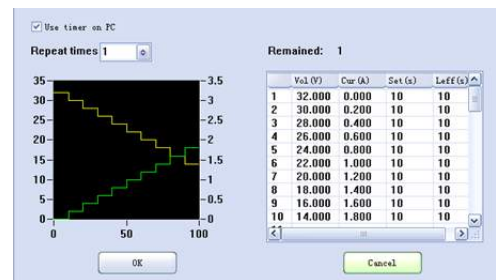 Use timer on PC
Repeat times 1
Remained: 1
35
30
25
20
15
10
5
0
3.5
3
2.5
2
1.5
1
0.5
0
0 50 100
Vol(V) Cur(A) Set(s) Leff(s)
1 32.000 0.000 10 10
2 30.000 0.200 10 10
3 28.000 0.400 10 10
4 26.000 0.600 10 10
5 24.000 0.800 10 10
6 22.000 1.000 10 10
7 20.000 1.200 10 10
8 18.000 1.400 10 10
9 16.000 1.600 10 10
10 14.000 1.800 10 10
OK
Cancel